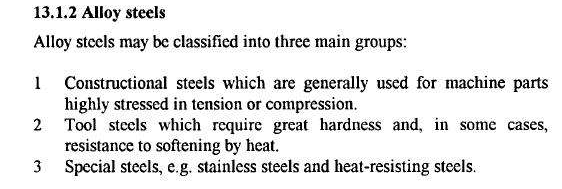 13.1.2 Alloy steels
Alloy steels may be classified into three main groups:
1 Constructional steels which are generally used for machine parts
highly stressed in tension or compression.
2 Tool steels which require great hardness and, in some cases,
resistance to softening by heat.
3 Special steels, e.g. stainless steels and heat-resisting steels.